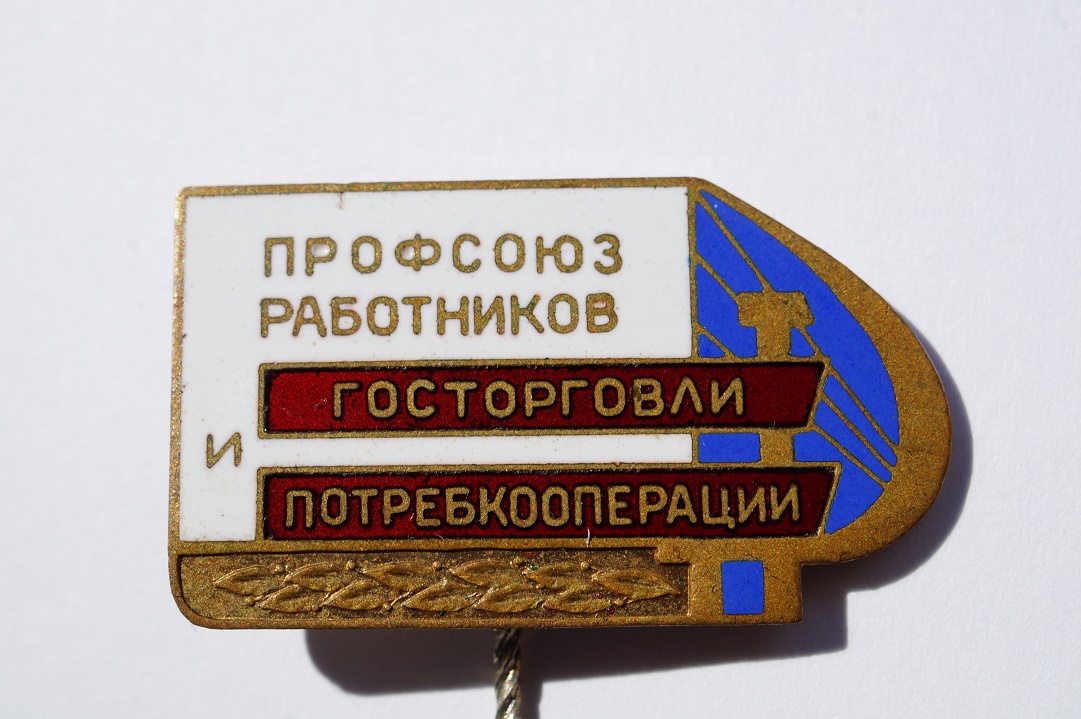 ПРОФСОЮЗ
РАБОТНИКОВ
ГОСТОРГОВЛИ
И
ПОТРЕБКООПЕРАЦИИ